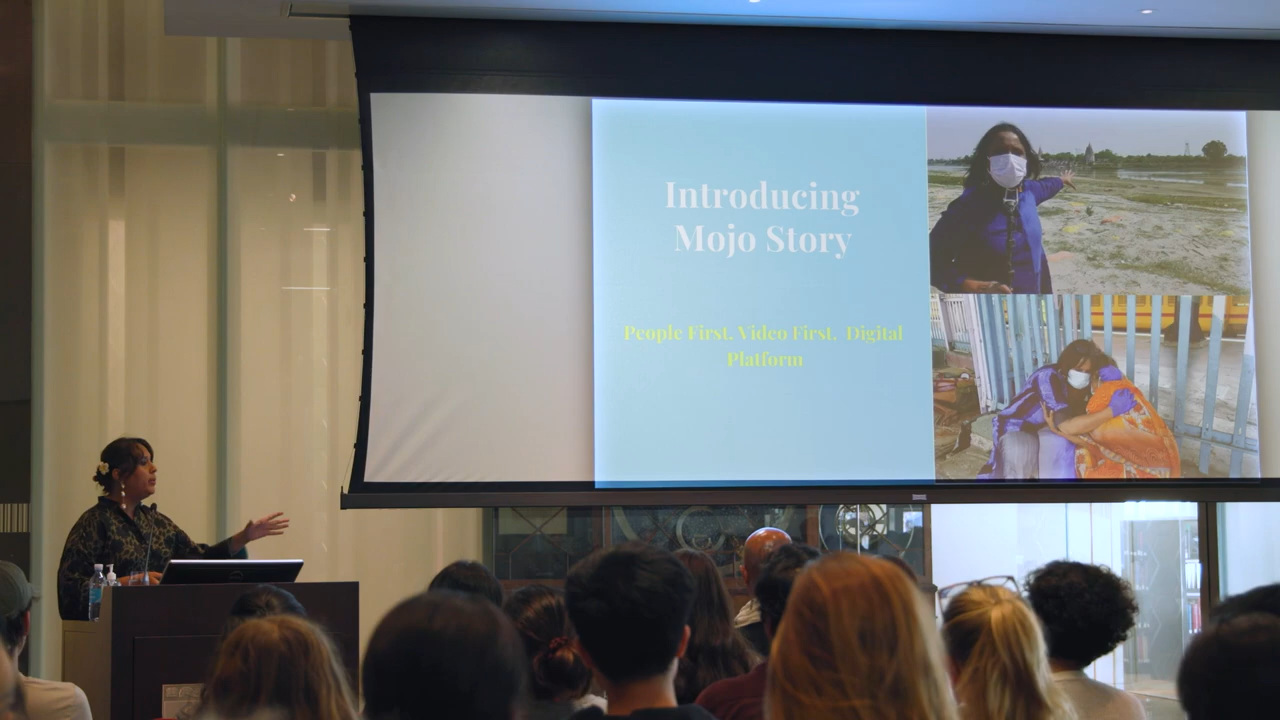 Introducing
Mojo Story
People First. Video First. Digital
Platform